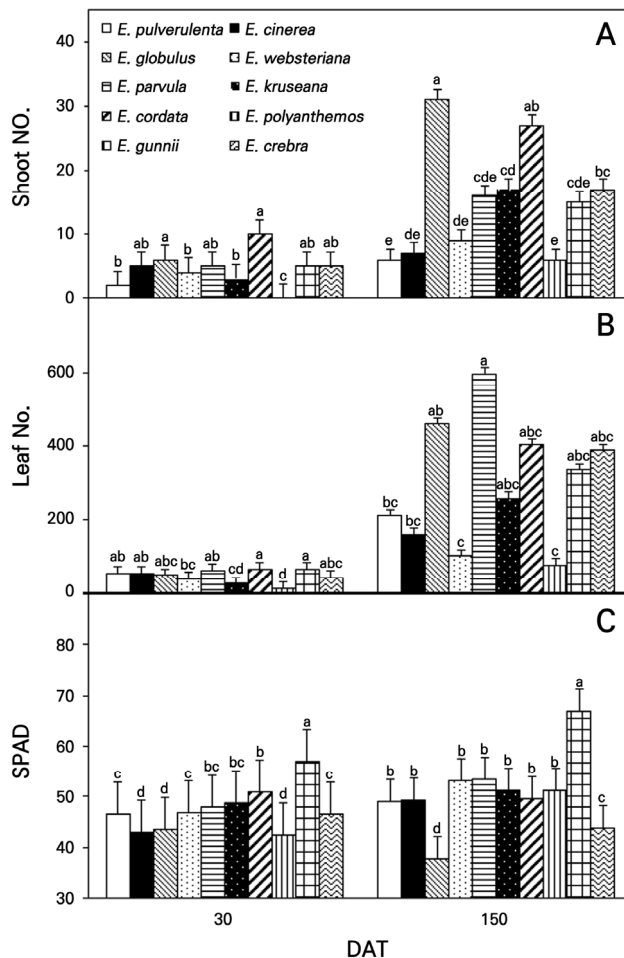 A
E. pulverulenta E. cinerea
E. globulus E. websteriana
E. parvula E. kruseana
E. cordata E. polyanthemos
E. gunnii E. crebra
Shoot NO.
40
30
20
10
0
b ab a b ab b a c ab ab
e de a de cde cd ab e cde bc
B
Leaf No.
600
400
200
0
ab ab abc bc ab cd a d a abc
bc bc ab c a abc abc c abc abc
C
SPAD
80
70
60
50
40
30
c d d c bc bc b d a c
b b d b b b b b a c
30 150
DAT